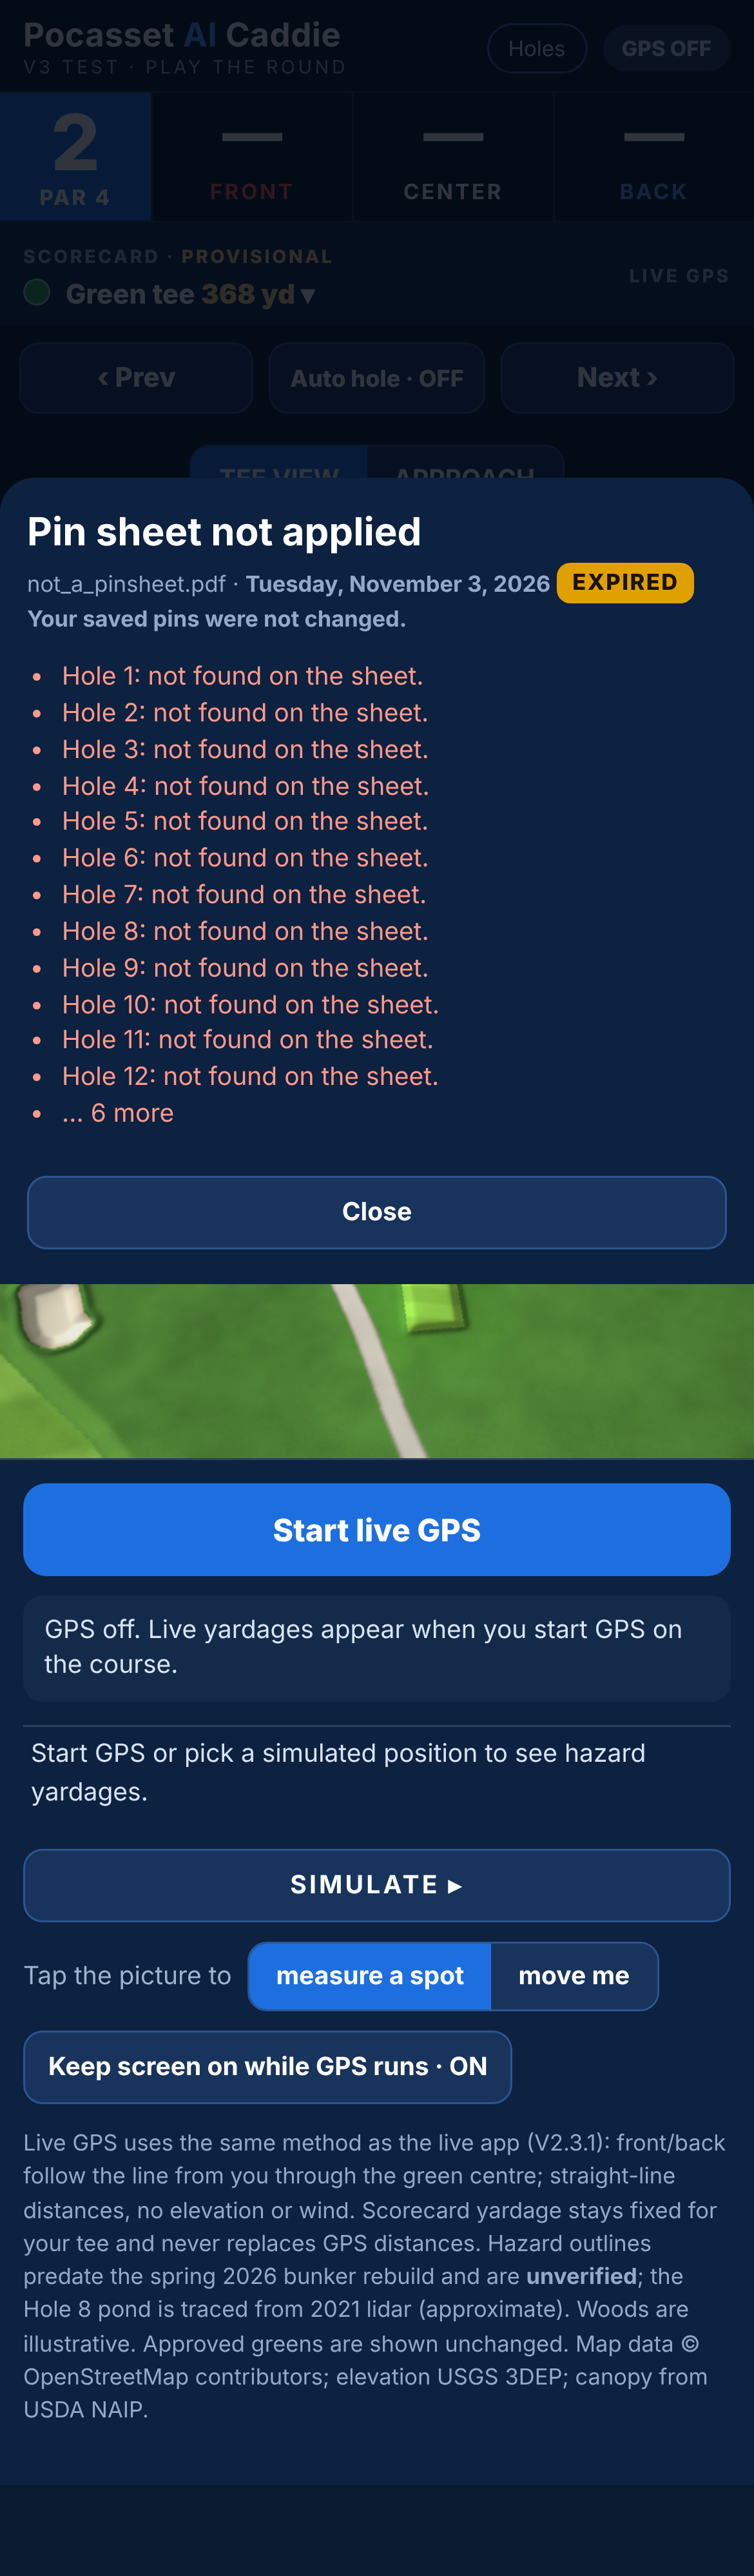 Pocasset AI Caddie
V3 TEST · PLAY THE ROUND
Holes
GPS OFF
2
PAR 4
—
FRONT
—
CENTER
—
BACK
SCORECARD · PROVISIONAL
Green tee 368 yd ▾
LIVE GPS
‹ Prev
Auto hole · OFF
Next ›
TEE VIEW
APPROACH
Pin sheet not applied
not_a_pinsheet.pdf · Tuesday, November 3, 2026 EXPIRED
Your saved pins were not changed.
• Hole 1: not found on the sheet.
• Hole 2: not found on the sheet.
• Hole 3: not found on the sheet.
• Hole 4: not found on the sheet.
• Hole 5: not found on the sheet.
• Hole 6: not found on the sheet.
• Hole 7: not found on the sheet.
• Hole 8: not found on the sheet.
• Hole 9: not found on the sheet.
• Hole 10: not found on the sheet.
• Hole 11: not found on the sheet.
• Hole 12: not found on the sheet.
• … 6 more
Close
Start live GPS
GPS off. Live yardages appear when you start GPS on
the course.
Start GPS or pick a simulated position to see hazard
yardages.
SIMULATE ▸
Tap the picture to
measure a spot
move me
Keep screen on while GPS runs · ON
Live GPS uses the same method as the live app (V2.3.1): front/back
follow the line from you through the green centre; straight-line
distances, no elevation or wind. Scorecard yardage stays fixed for
your tee and never replaces GPS distances. Hazard outlines
predate the spring 2026 bunker rebuild and are unverified; the
Hole 8 pond is traced from 2021 lidar (approximate). Woods are
illustrative. Approved greens are shown unchanged. Map data ©
OpenStreetMap contributors; elevation USGS 3DEP; canopy from
USDA NAIP.